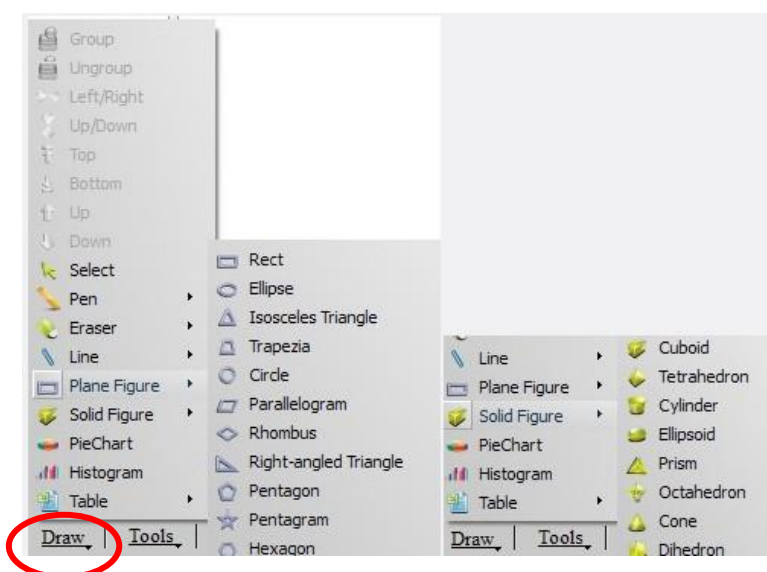 Group
Ungroup
Left/Right
Up/Down
Top
Bottom
Up
Down
Select
Pen
Eraser
Line
Plane Figure
Solid Figure
PieChart
Histogram
Table
Draw | Tools |
Rect
Ellipse
Isosceles Triangle
Trapezia
Circle
Parallelogram
Rhombus
Right-angled Triangle
Pentagon
Pentagram
Hexagon
Line
Plane Figure
Solid Figure
PieChart
Histogram
Table
Draw | Tools |
Cuboid
Tetrahedron
Cylinder
Ellipsoid
Prism
Octahedron
Cone
Dihedron